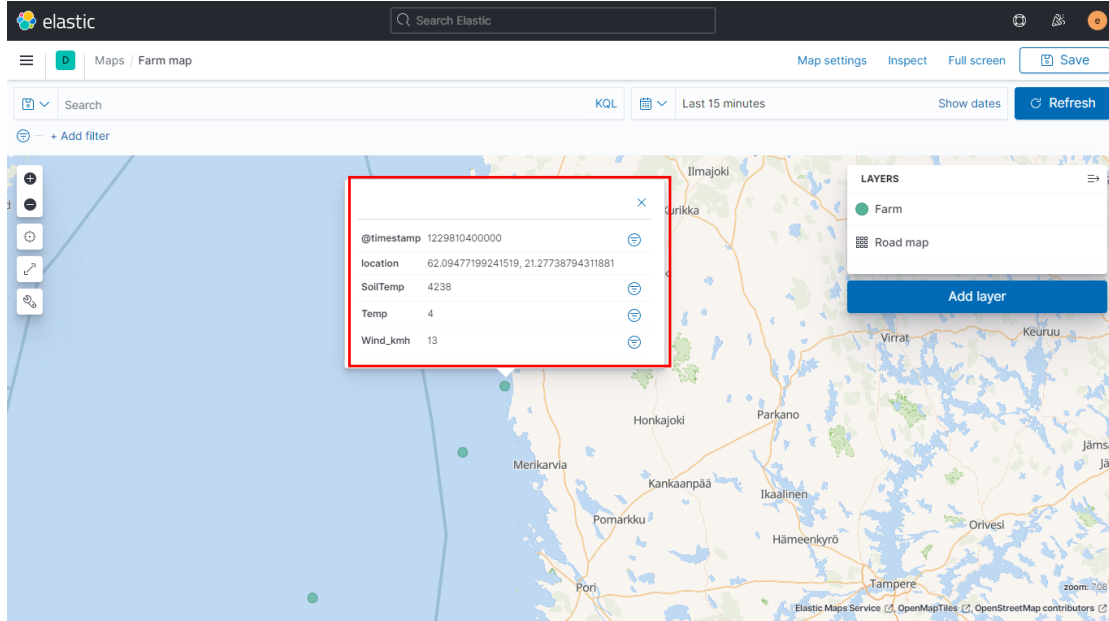 elastic
Search Elastic
e
D
Maps / Farm map
Map settings
Inspect
Full screen
Save
Search
KQL
Last 15 minutes
Show dates
Refresh
+ Add filter
Ilmajoki
Kurikka
LAYERS
Farm
Road map
Add layer
@timestamp 1229810400000
location 62.09477199241519, 21.27738794311881
SoilTemp 4238
Temp 4
Wind_kmh 13
Virrat
Keuruu
Honkajoki
Parkano
Merikarvia
Jäms
Jä
Kankaanpää
Ikaalinen
Pomarkku
Orivesi
Hämeenkyrö
Pori
Tampere
zoom: 7.08
Elastic Maps Service, OpenMapTiles, OpenStreetMap contributors